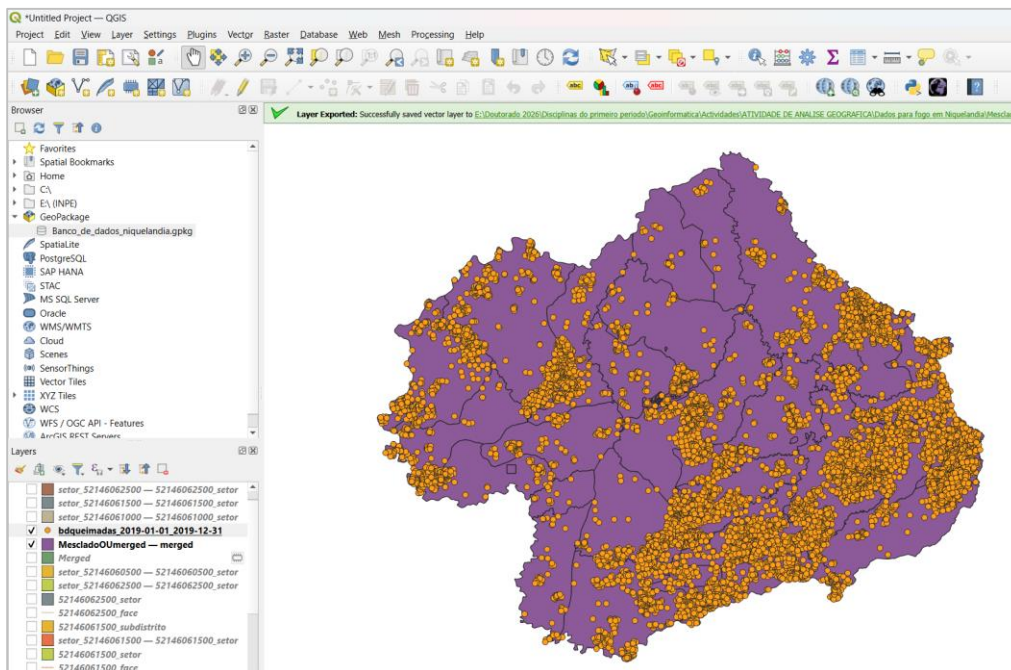 *Untitled Project — QGIS
Project Edit View Layer Settings Plugins Vector Raster Database Web Mesh Processing Help
Browser
Layer Exported: Successfully saved vector layer to E:\Doutorado 2026\Disciplinas do primeiro periodo\Geoinformatica\Actividades\ATIVIDADE DE ANALISE GEOGRAFICA\Dados para fogo em Niquelandia\Mesclad
Favorites
Spatial Bookmarks
Home
C:\
E:\ (INPE)
GeoPackage
Banco_de_dados_niquelandia.gpkg
SpatiaLite
PostgreSQL
SAP HANA
STAC
MS SQL Server
Oracle
WMS/WMTS
Cloud
Scenes
SensorThings
Vector Tiles
XYZ Tiles
WCS
WFS / OGC API - Features
ArcGIS REST Servers
Layers
setor_52146062500 — 52146062500_setor
setor_52146061500 — 52146061500_setor
setor_52146061000 — 52146061000_setor
bdqueimadas_2019-01-01_2019-12-31
MescladoOUmerged — merged
Merged
setor_52146060500 — 52146060500_setor
setor_52146062500 — 52146062500_setor
52146062500_setor
52146062500_face
52146061500_subdistrito
setor_52146061500 — 52146061500_setor
52146061500_setor
52146061500_face